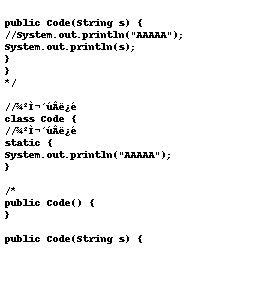 public Code(String s) {
//System.out.println("AAAAA");
System.out.println(s);
}
}
*/
//¾²Ì¬´úÂë¿é
class Code {
//¾²Ì¬´úÂë¿é
static {
System.out.println("AAAAA");
}
/*
public Code() {
}
public Code(String s) {